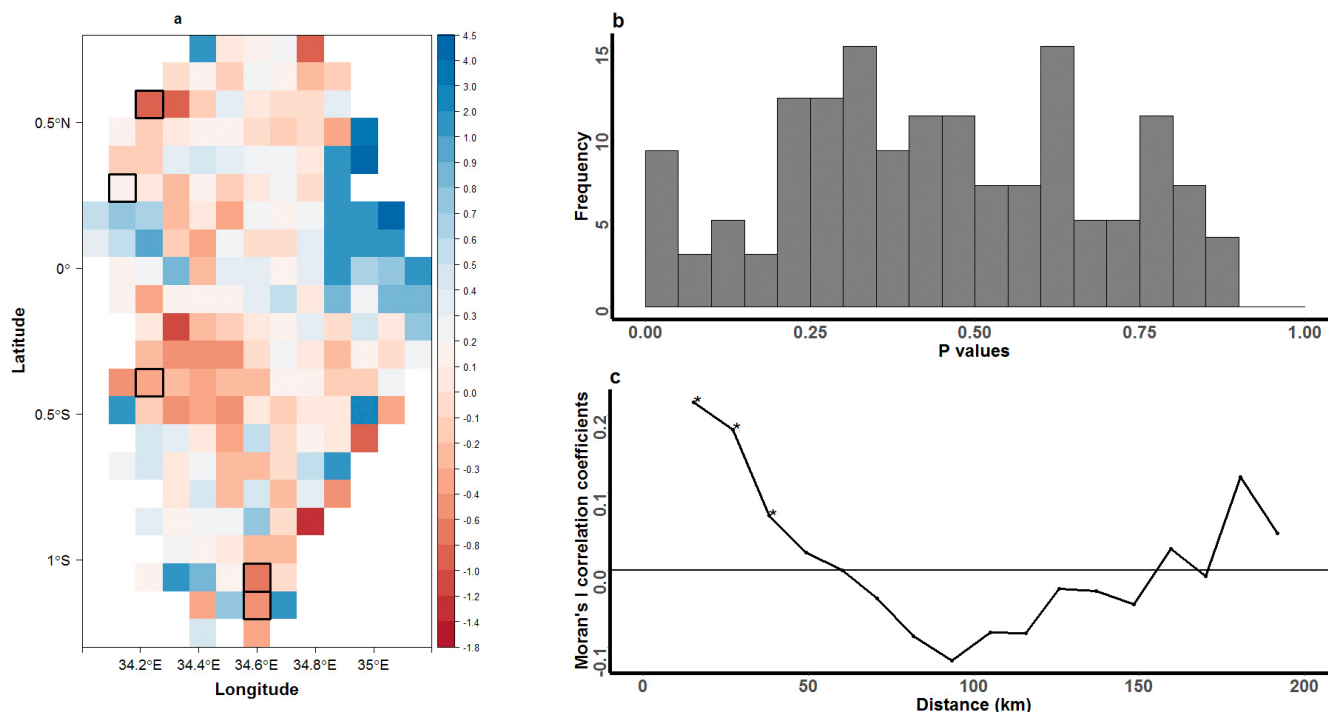 a
0.5°N
0°
0.5°S
1°S
Latitude
34.2°E 34.4°E 34.6°E 34.8°E 35°E
Longitude
4.5
4.0
3.0
2.0
1.0
0.9
0.8
0.7
0.6
0.5
0.4
0.3
0.2
0.1
0.0
-0.1
-0.2
-0.3
-0.4
-0.6
-0.8
-1.0
-1.2
-1.4
-1.8
b
15
10
5
0
Frequency
0.00 0.25 0.50 0.75 1.00
P values
c
0.2
0.1
0.0
-0.1
Moran's I correlation coefficients
*
*
*
0 50 100 150 200
Distance (km)